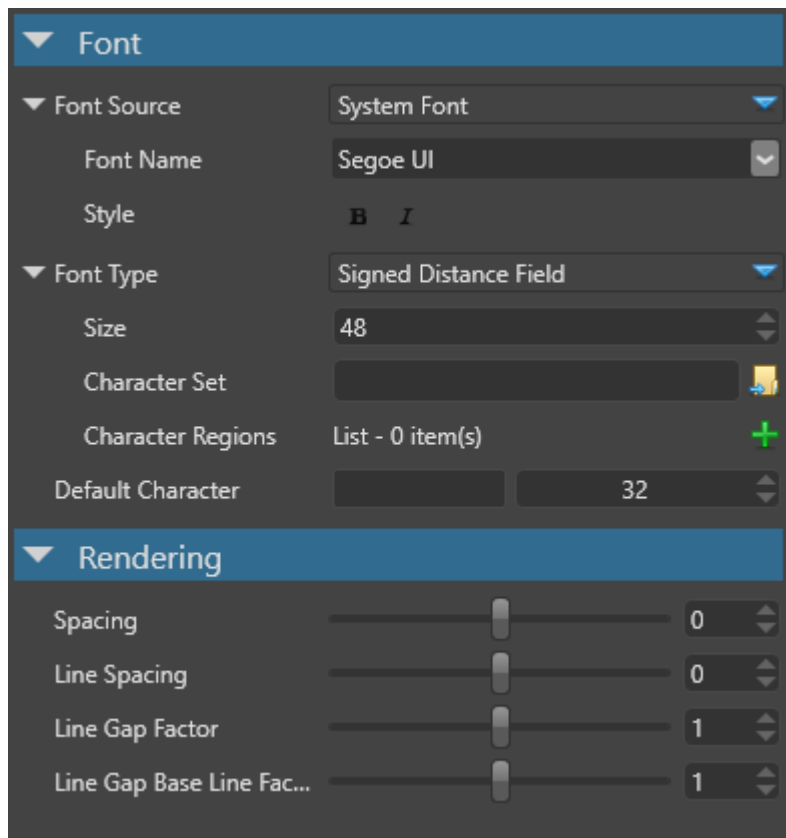 Font
Font Source System Font
Font Name Segoe UI
Style B I
Font Type Signed Distance Field
Size 48
Character Set
Character Regions List - 0 item(s)
Default Character 32
Rendering
Spacing 0
Line Spacing 0
Line Gap Factor 1
Line Gap Base Line Fac... 1